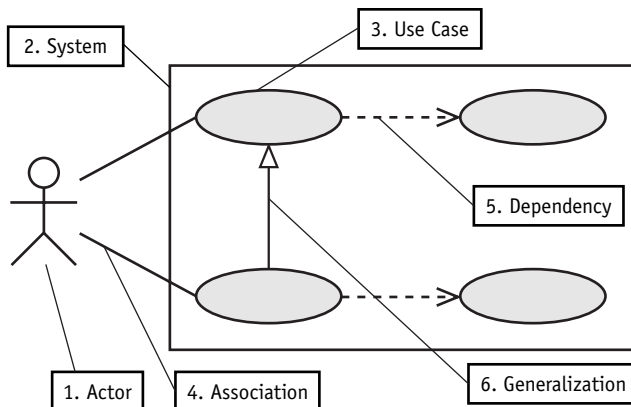 3. Use Case
2. System
5. Dependency
1. Actor
4. Association
6. Generalization